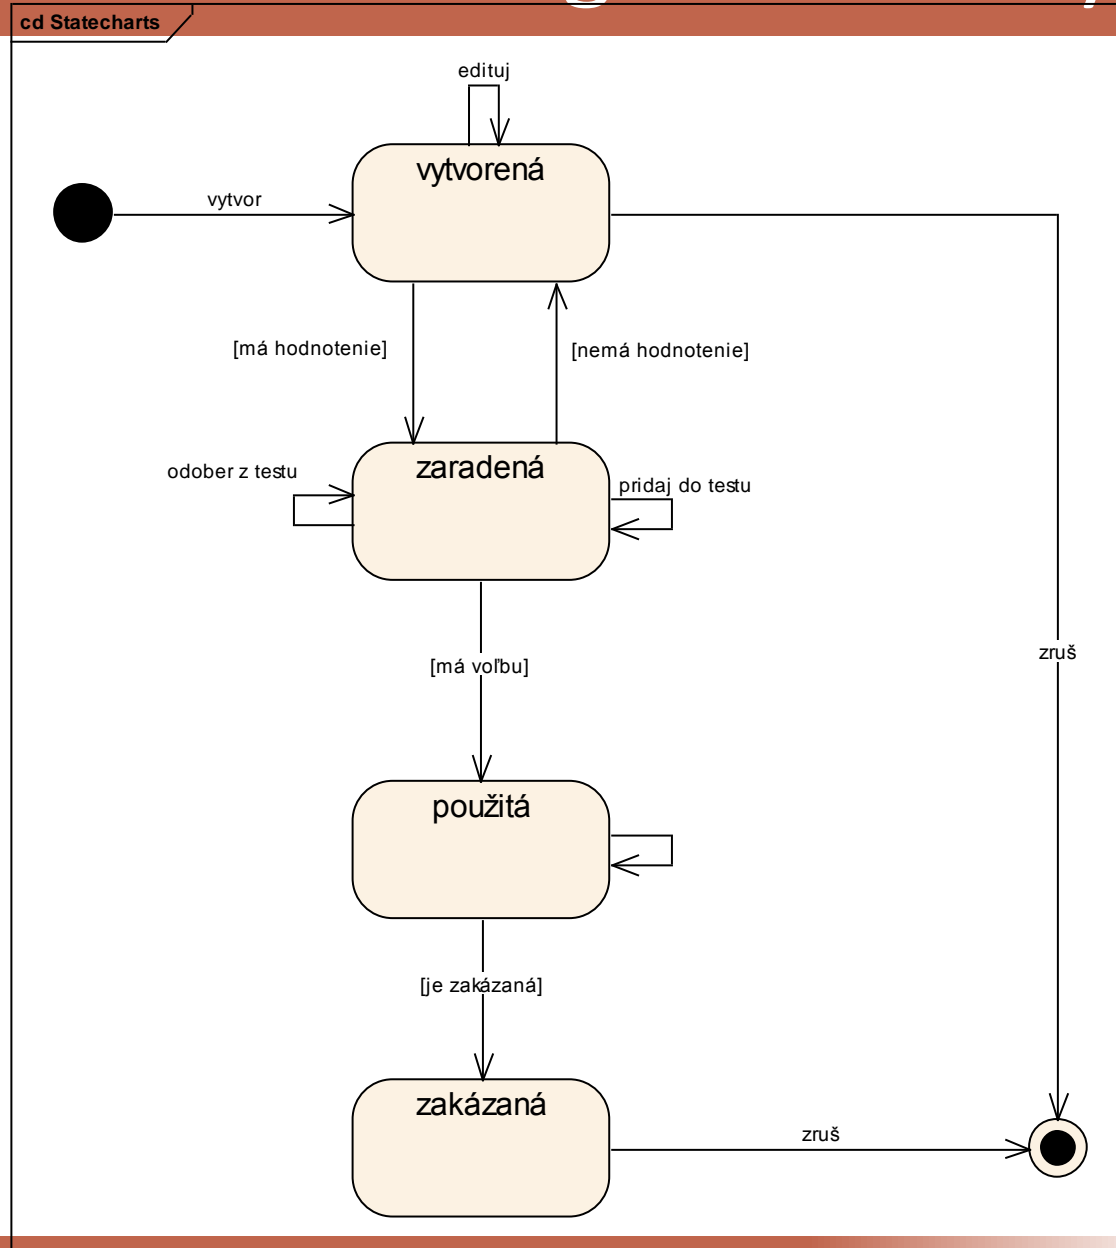 cd Statecharts
edituj
vytvorená
vytvor
[má hodnotenie]
[nemá hodnotenie]
zaradená
odober z testu
pridaj do testu
[má voľbu]
zruš
použitá
[je zakázaná]
zakázaná
zruš